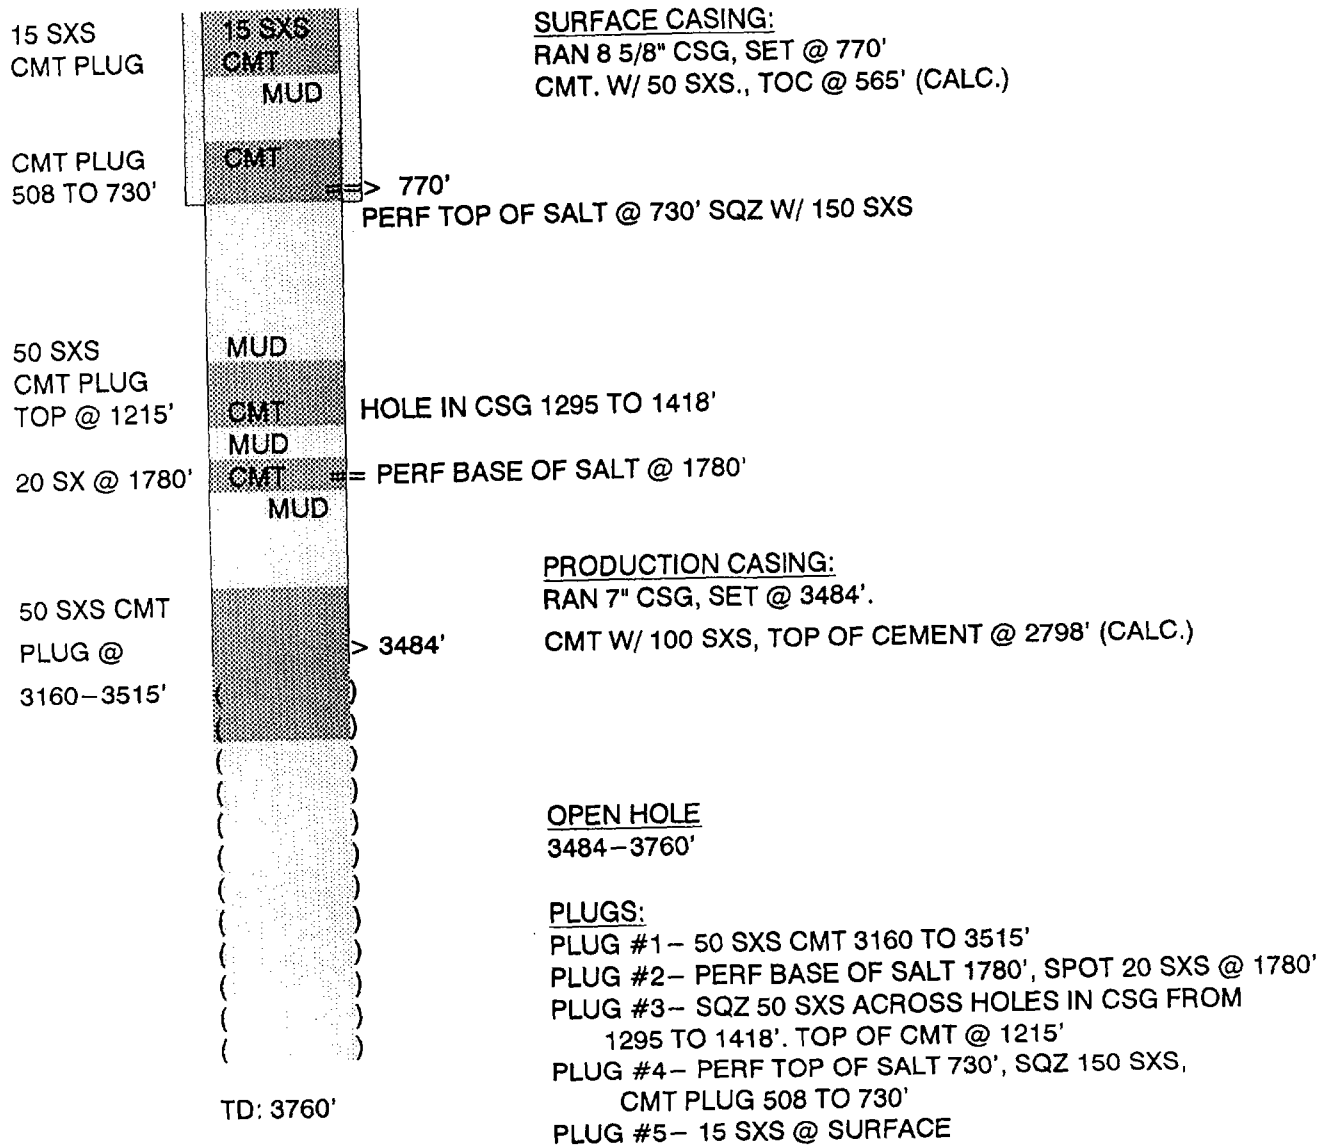 15 SXS
CMT PLUG
15 SXS
CMT
MUD
SURFACE CASING:
RAN 8 5/8" CSG, SET @ 770'
CMT. W/ 50 SXS., TOC @ 565' (CALC.)
CMT PLUG
508 TO 730'
CMT
==> 770'
PERF TOP OF SALT @ 730' SQZ W/ 150 SXS
50 SXS
CMT PLUG
TOP @ 1215'
MUD
CMT
HOLE IN CSG 1295 TO 1418'
MUD
20 SX @ 1780'
CMT
== PERF BASE OF SALT @ 1780'
MUD
PRODUCTION CASING:
RAN 7" CSG, SET @ 3484'.
CMT W/ 100 SXS, TOP OF CEMENT @ 2798' (CALC.)
50 SXS CMT
PLUG @
3160-3515'
> 3484'
OPEN HOLE
3484-3760'
PLUGS:
PLUG #1- 50 SXS CMT 3160 TO 3515'
PLUG #2- PERF BASE OF SALT 1780', SPOT 20 SXS @ 1780'
PLUG #3- SQZ 50 SXS ACROSS HOLES IN CSG FROM
1295 TO 1418'. TOP OF CMT @ 1215'
PLUG #4- PERF TOP OF SALT 730', SQZ 150 SXS,
CMT PLUG 508 TO 730'
PLUG #5- 15 SXS @ SURFACE
TD: 3760'